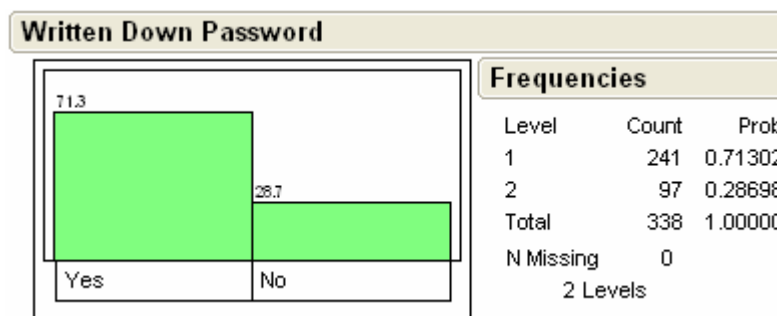 Written Down Password
71.3
28.7
Yes No
Frequencies
Level Count Prob
1 241 0.71302
2 97 0.28698
Total 338 1.00000
N Missing 0
2 Levels